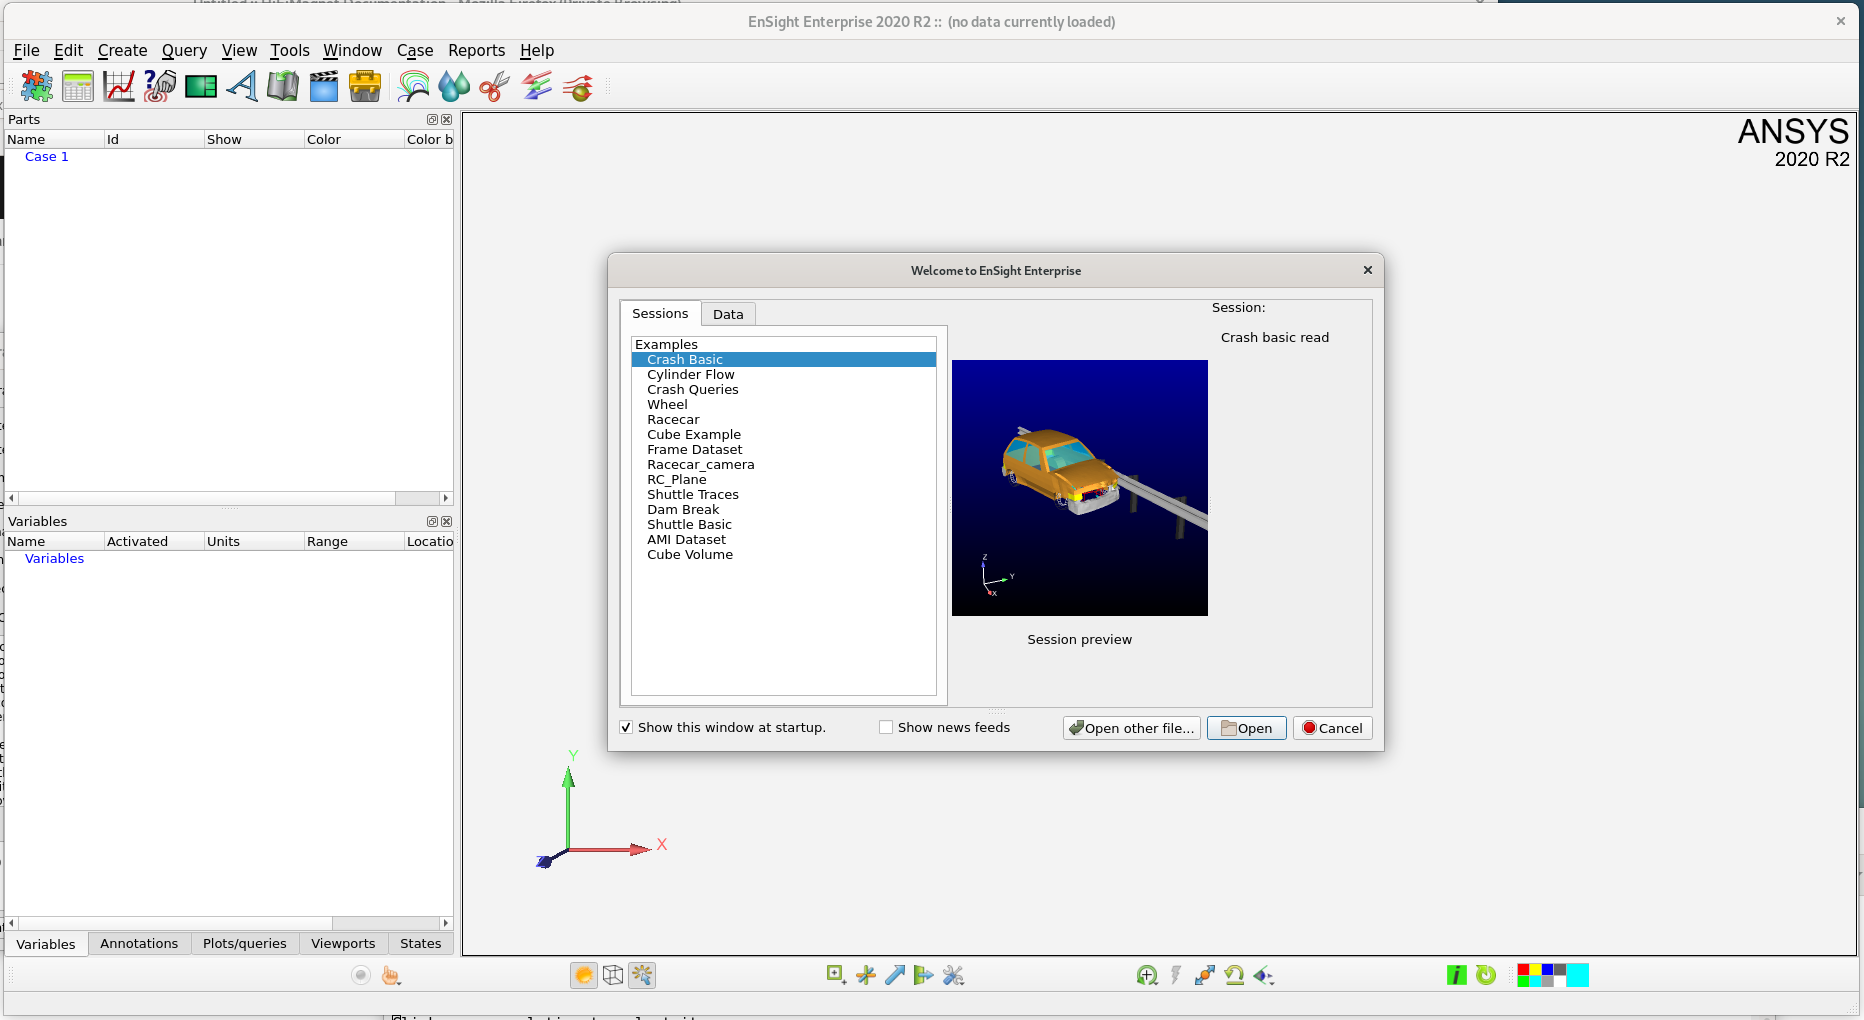 EnSight Enterprise 2020 R2 :: (no data currently loaded)
File Edit Create Query View Tools Window Case Reports Help
Parts
Name Id Show Color Color b
Case 1
ANSYS
2020 R2
Welcome to EnSight Enterprise
Sessions Data
Session:
Crash basic read
Examples
Crash Basic
Cylinder Flow
Crash Queries
Wheel
Racecar
Cube Example
Frame Dataset
Racecar_camera
RC_Plane
Shuttle Traces
Dam Break
Shuttle Basic
AMI Dataset
Cube Volume
Z
Y
X
Session preview
Show this window at startup. Show news feeds Open other file... Open Cancel
Variables
Name Activated Units Range Locatio
Variables
Y
X
Z
Variables Annotations Plots/queries Viewports States